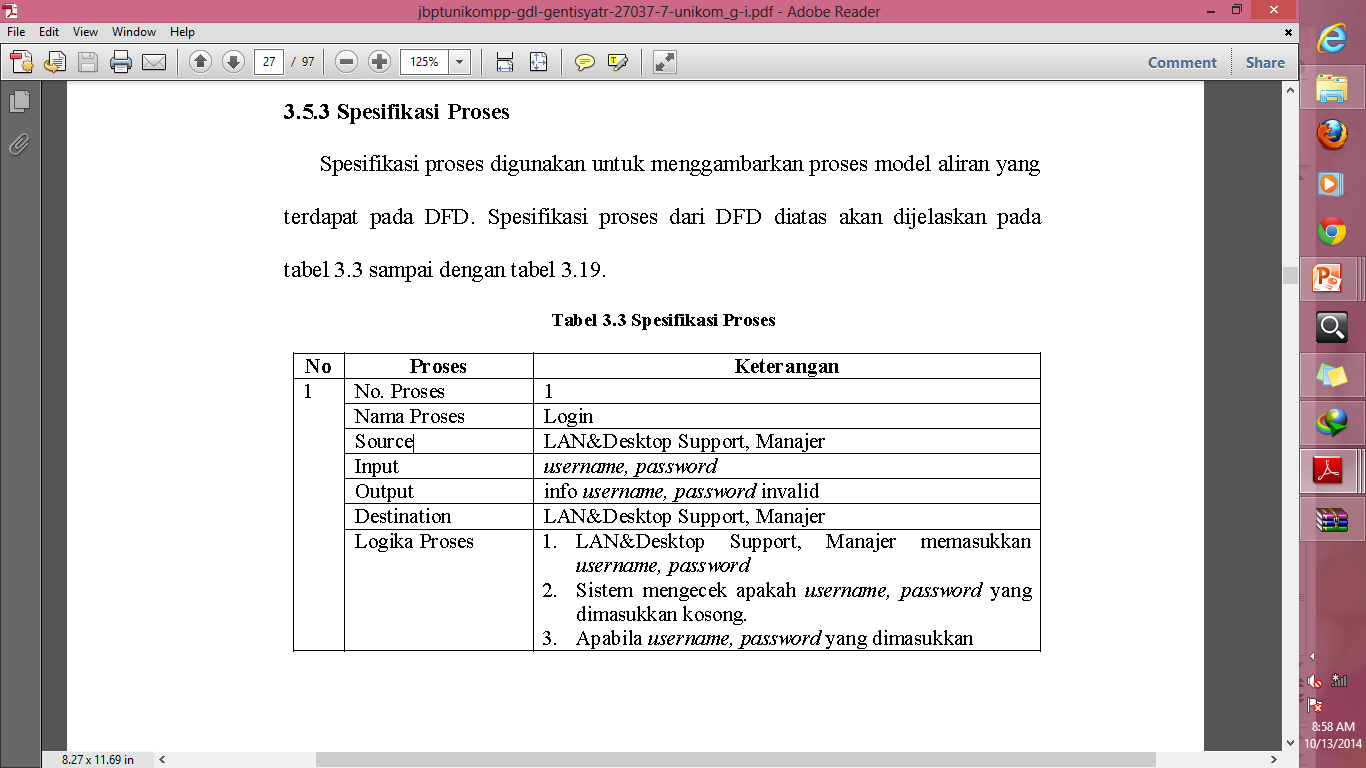 jbptunikompp-gdl-gentisyatr-27037-7-unikom_g-i.pdf - Adobe Reader
File Edit View Window Help
27 / 97 125% Comment Share
3.5.3 Spesifikasi Proses
Spesifikasi proses digunakan untuk menggambarkan proses model aliran yang
terdapat pada DFD. Spesifikasi proses dari DFD diatas akan dijelaskan pada
tabel 3.3 sampai dengan tabel 3.19.
Tabel 3.3 Spesifikasi Proses
No Proses Keterangan
1 No. Proses 1
Nama Proses Login
Source LAN&Desktop Support, Manajer
Input username, password
Output info username, password invalid
Destination LAN&Desktop Support, Manajer
Logika Proses 1. LAN&Desktop Support, Manajer memasukkan
username, password
2. Sistem mengecek apakah username, password yang
dimasukkan kosong.
3. Apabila username, password yang dimasukkan
8.27 x 11.69 in
8:58 AM
10/13/2014